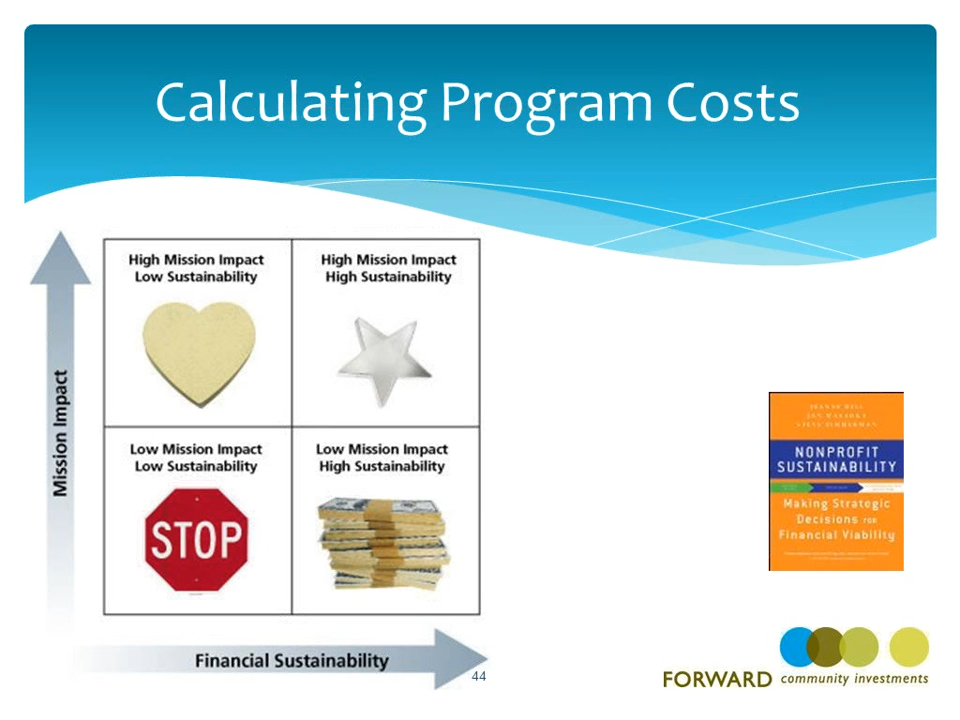 Calculating Program Costs
High Mission Impact
Low Sustainability
High Mission Impact
High Sustainability
Mission Impact
Low Mission Impact
Low Sustainability
Low Mission Impact
High Sustainability
STOP
Financial Sustainability
44
NONPROFIT
SUSTAINABILITY
Making Strategic
Decisions FOR
Financial Viability
FORWARD community investments